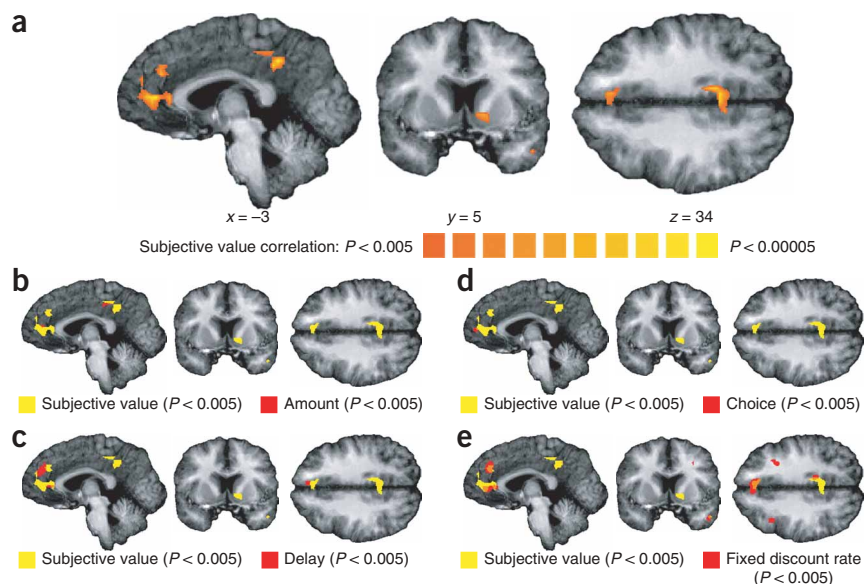 a
x = –3
y = 5
z = 34
Subjective value correlation: P < 0.005
P < 0.00005
b
Subjective value (P < 0.005)
Amount (P < 0.005)
d
Subjective value (P < 0.005)
Choice (P < 0.005)
c
Subjective value (P < 0.005)
Delay (P < 0.005)
e
Subjective value (P < 0.005)
Fixed discount rate
(P < 0.005)